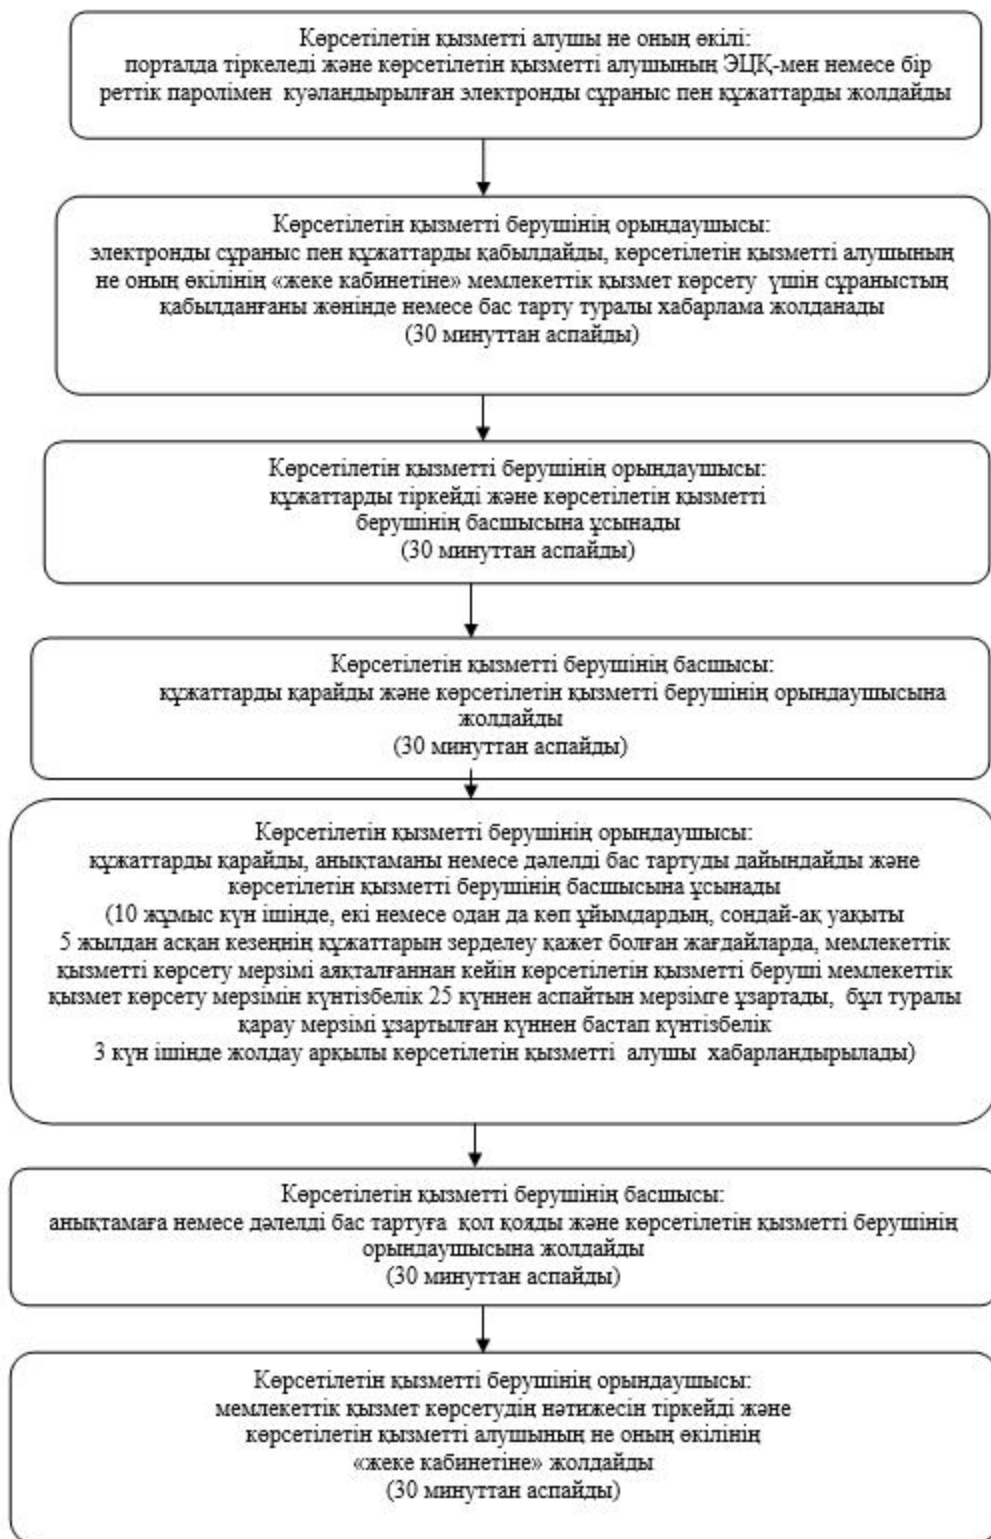 Көрсетілетін қызметті алушы не оның өкілі:
порталда тіркеледі және көрсетілетін қызметті алушының ЭЦҚ-мен немесе бір
реттік паролімен куәландырылған электронды сұраныс пен құжаттарды жолдайды
Көрсетілетін қызметті берушінің орындаушысы:
электронды сұраныс пен құжаттарды қабылдайды, көрсетілетін қызметті алушының
не оның өкілінің «жеке кабинетіне» мемлекеттік қызмет көрсету үшін сұраныстың
қабылданғаны жөнінде немесе бас тарту туралы хабарлама жолданады
(30 минуттан аспайды)
Көрсетілетін қызметті берушінің орындаушысы:
құжаттарды тіркейді және көрсетілетін қызметті
берушінің басшысына ұсынады
(30 минуттан аспайды)
Көрсетілетін қызметті берушінің басшысы:
құжаттарды қарайды және көрсетілетін қызметті берушінің орындаушысына
жолдайды
(30 минуттан аспайды)
Көрсетілетін қызметті берушінің орындаушысы:
құжаттарды қарайды, анықтаманы немесе дәлелді бас тартуды дайындайды және
көрсетілетін қызметті берушінің басшысына ұсынады
(10 жұмыс күн ішінде, екі немесе одан да көп ұйымдардың, сондай-ақ уақыты
5 жылдан асқан кезеңнің құжаттарын зерделеу қажет болған жағдайларда, мемлекеттік
қызметті көрсету мерзімі аяқталғаннан кейін көрсетілетін қызметті беруші мемлекеттік
қызмет көрсету мерзімін күнтізбелік 25 күннен аспайтын мерзімге ұзартады, бұл туралы
қарау мерзімі ұзартылған күннен бастап күнтізбелік
3 күн ішінде жолдау арқылы көрсетілетін қызметті алушы хабарландырылады)
Көрсетілетін қызметті берушінің басшысы:
анықтамаға немесе дәлелді бас тартуға қол қояды және көрсетілетін қызметті берушінің
орындаушысына жолдайды
(30 минуттан аспайды)
Көрсетілетін қызметті берушінің орындаушысы:
мемлекеттік қызмет көрсетудің нәтижесін тіркейді және
көрсетілетін қызметті алушының не оның өкілінің
«жеке кабинетіне» жолдайды
(30 минуттан аспайды)